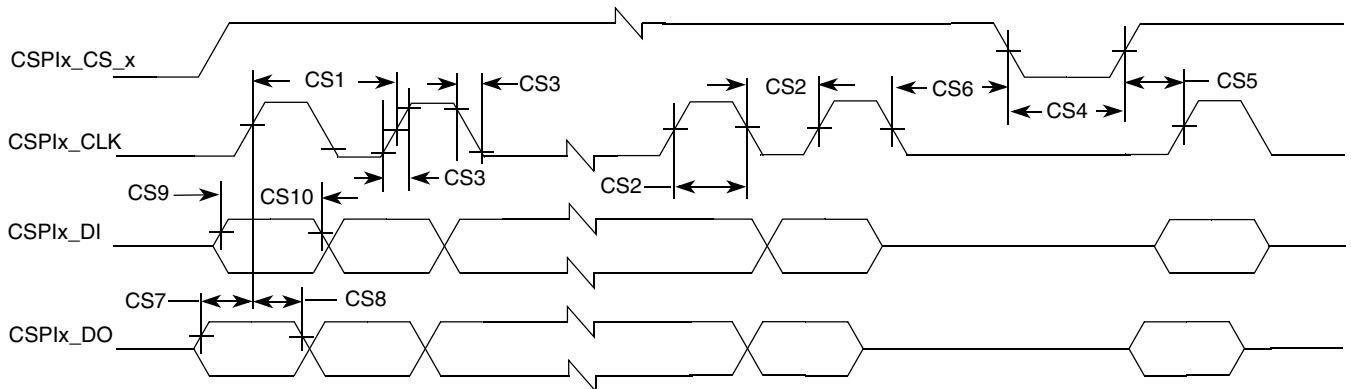 CSPIx_CS_x
CS1
CS3
CS2
CS6
CS4
CS5
CSPIx_CLK
CS3
CS2
CS9
CS10
CSPIx_DI
CS7
CS8
CSPIx_DO